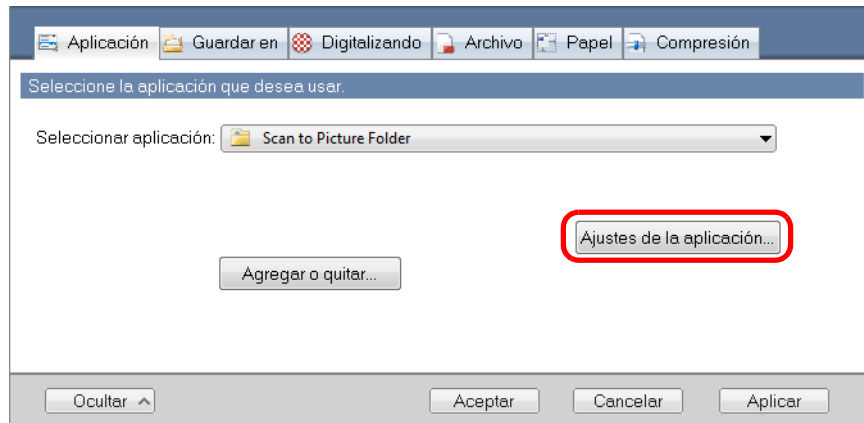 Aplicación Guardar en Digitalizando Archivo Papel Compresión
Seleccione la aplicación que desea usar.
Seleccionar aplicación: Scan to Picture Folder
Ajustes de la aplicación...
Agregar o quitar...
Ocultar Aceptar Cancelar Aplicar